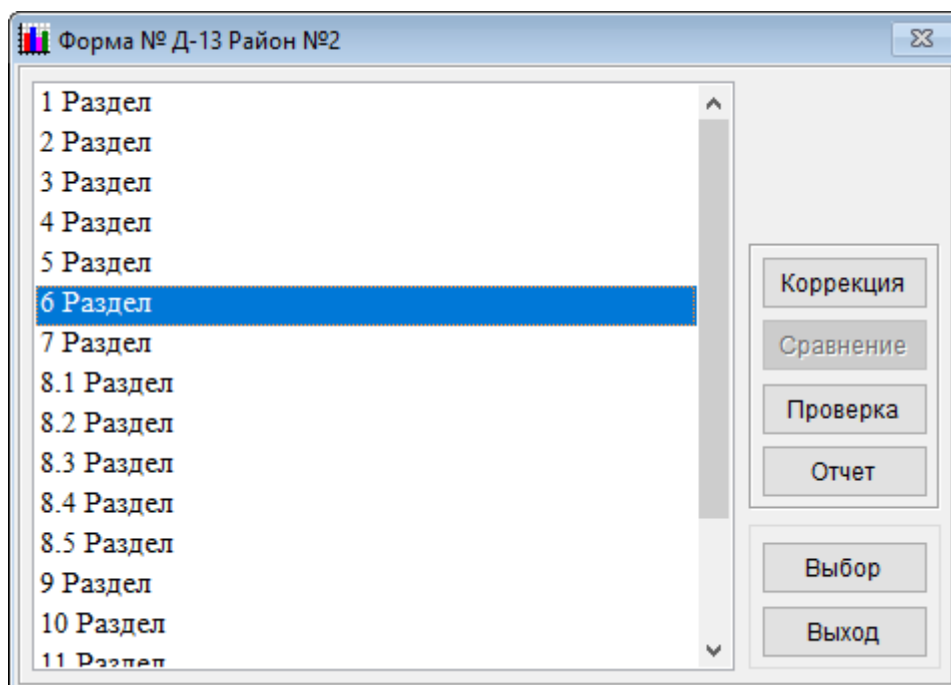 Форма № Д-13 Район №2
1 Раздел
2 Раздел
3 Раздел
4 Раздел
5 Раздел
6 Раздел
7 Раздел
8.1 Раздел
8.2 Раздел
8.3 Раздел
8.4 Раздел
8.5 Раздел
9 Раздел
10 Раздел
11 Раздел
Коррекция
Сравнение
Проверка
Отчет
Выбор
Выход